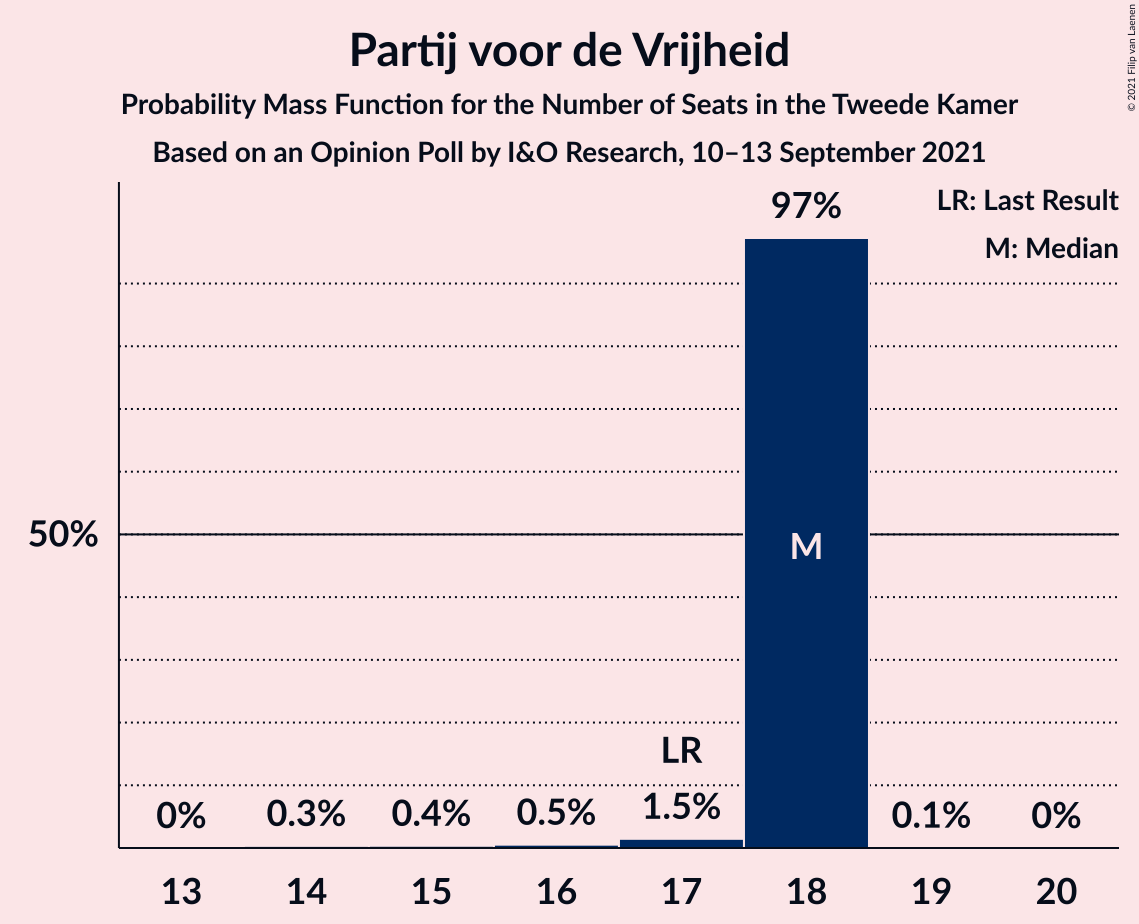 Partij voor de Vrijheid
Probability Mass Function for the Number of Seats in the Tweede Kamer
Based on an Opinion Poll by I&O Research, 10–13 September 2021
© 2021 Filip van Laenen
LR: Last Result
M: Median
97%
50%
M
LR
0%
0.3%
0.4%
0.5%
1.5%
0.1%
0%
13
14
15
16
17
18
19
20